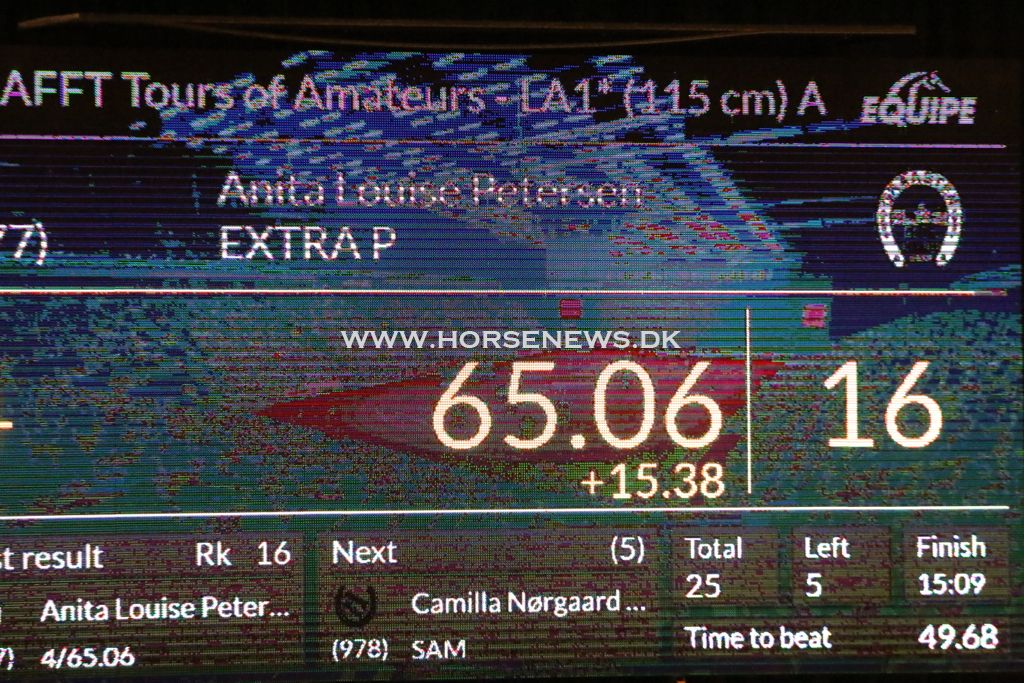 AFFT Tours of Amateurs - LA1* (115 cm) A
EQUIPE
Anita Louise Petersen
77) EXTRA P
WWW.HORSENEWS.DK
65.06 16
+15.38
st result Rk 16
Anita Louise Peter...
7) 4/65.06
Next (5)
Camilla Nørgaard ...
(978) SAM
Total Left Finish
25 5 15:09
Time to beat 49.68